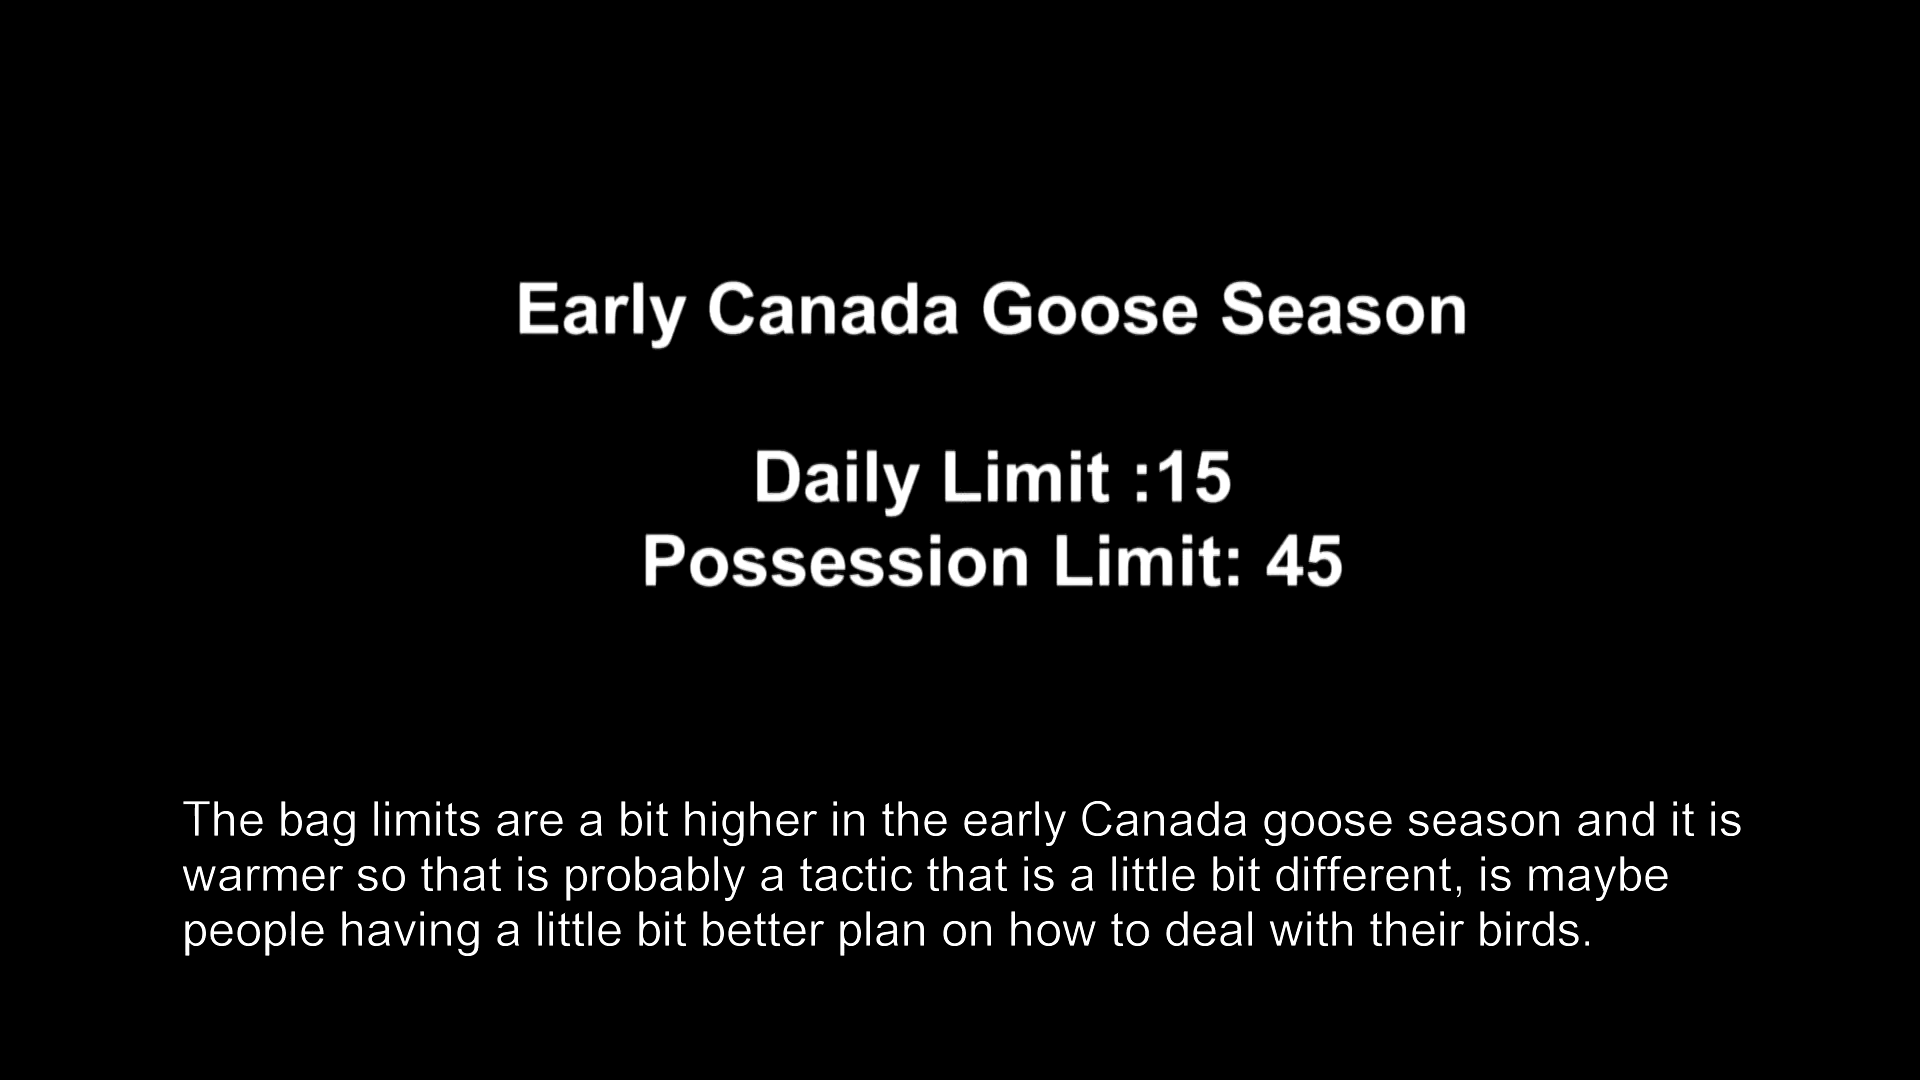 Early Canada Goose Season
Daily Limit :15
Possession Limit: 45
The bag limits are a bit higher in the early Canada goose season and it is
warmer so that is probably a tactic that is a little bit different, is maybe
people having a little bit better plan on how to deal with their birds.